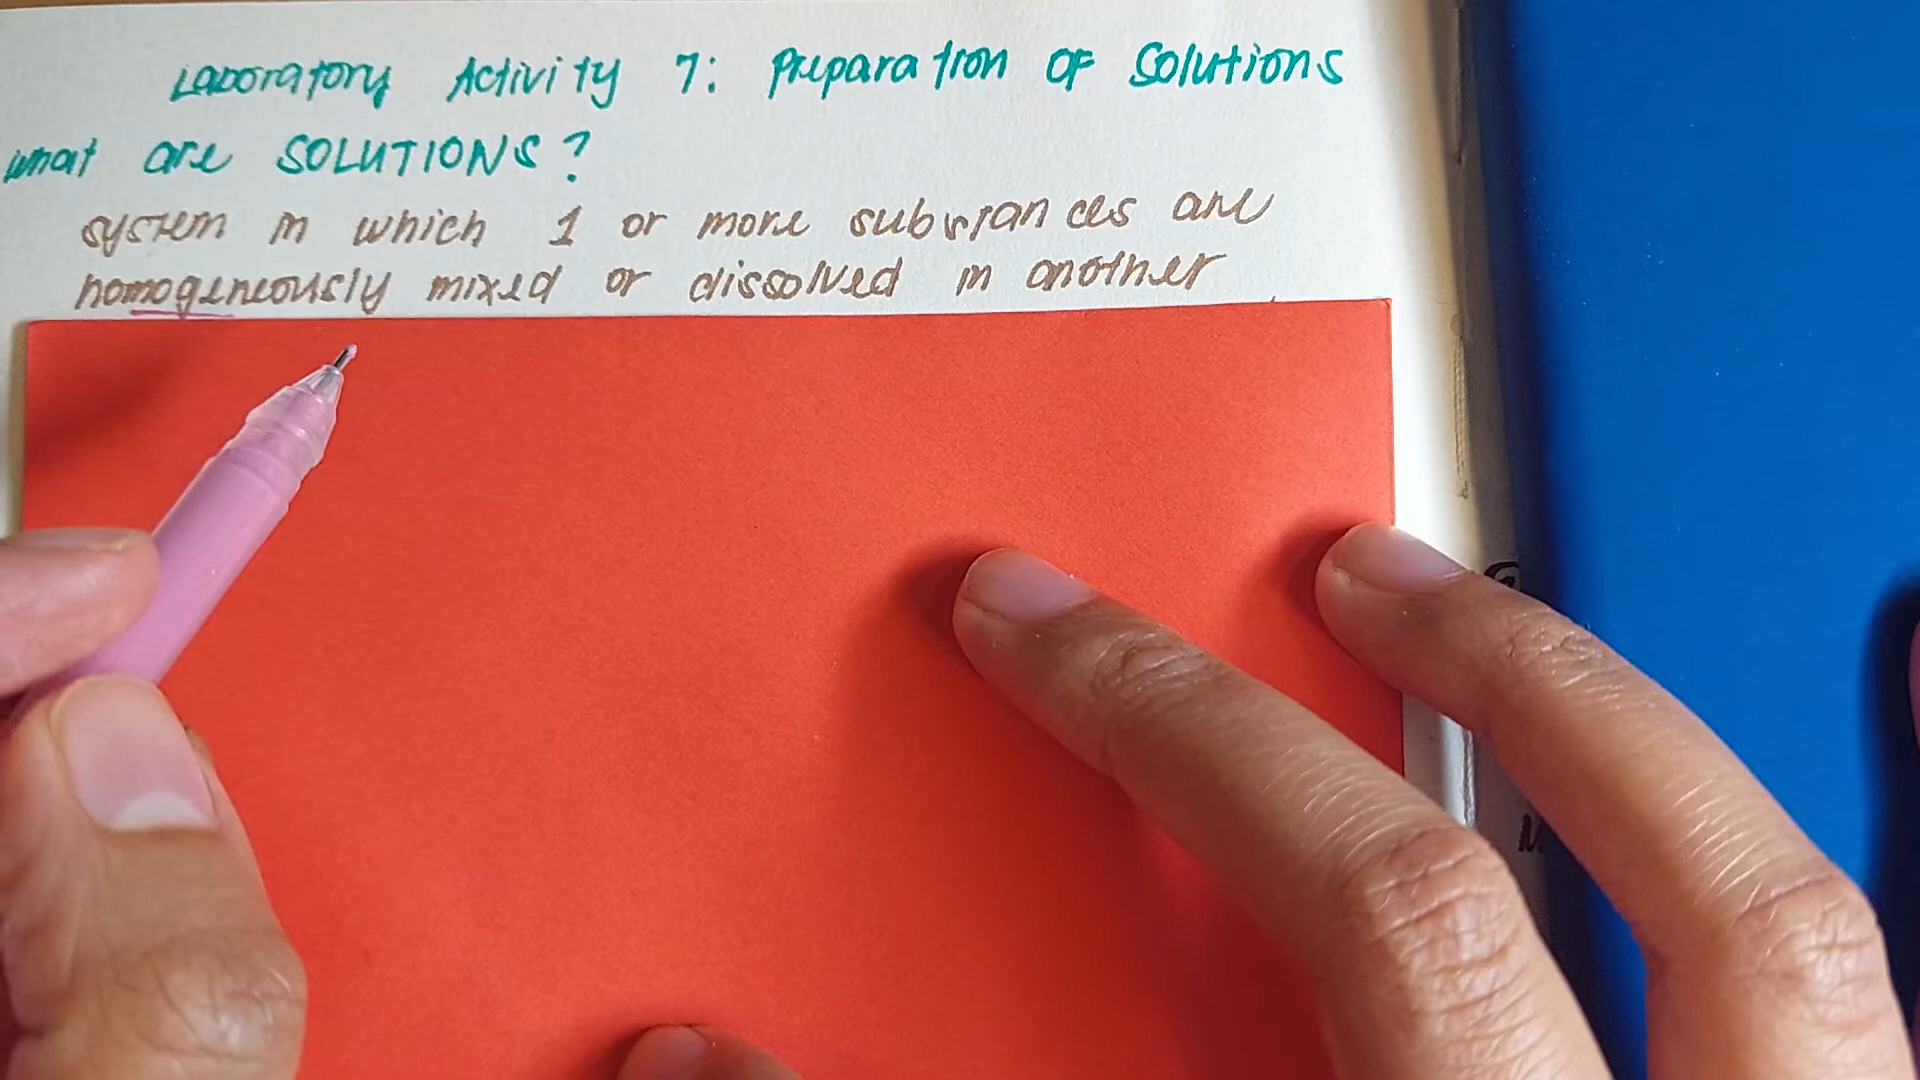 Laboratory Activity 7: Preparation OF Solutions
what are SOLUTIONS?
system in which 1 or more substances are
homogeneously mixed or dissolved in another